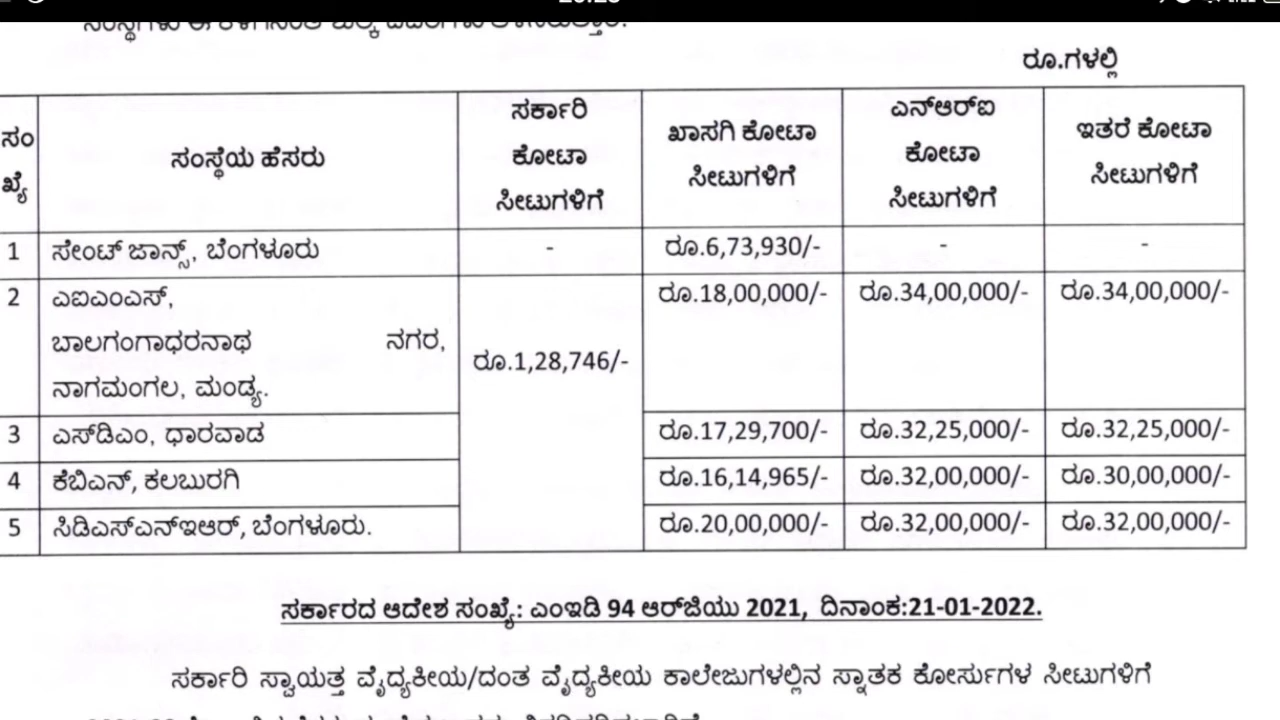 ರೂ.ಗಳಲ್ಲಿ
ಸಂಖ್ಯೆ ಸಂಸ್ಥೆಯ ಹೆಸರು ಸರ್ಕಾರಿ ಕೋಟಾ ಸೀಟುಗಳಿಗೆ ಖಾಸಗಿ ಕೋಟಾ ಸೀಟುಗಳಿಗೆ ಎನ್‌ಆರ್‌ಐ ಕೋಟಾ ಸೀಟುಗಳಿಗೆ ಇತರೆ ಕೋಟಾ ಸೀಟುಗಳಿಗೆ
1 ಸೇಂಟ್ ಜಾನ್ಸ್, ಬೆಂಗಳೂರು - ರೂ.6,73,930/- - -
2 ಎಐಎಂಎಸ್, ರೂ.18,00,000/- ರೂ.34,00,000/- ರೂ.34,00,000/-
ಬಾಲಗಂಗಾಧರನಾಥ ನಗರ,
ರೂ.1,28,746/-
ನಾಗಮಂಗಲ, ಮಂಡ್ಯ.
3 ಎಸ್‌ಡಿಎಂ, ಧಾರವಾಡ ರೂ.17,29,700/- ರೂ.32,25,000/- ರೂ.32,25,000/-
4 ಕೆಬಿಎನ್, ಕಲಬುರಗಿ ರೂ.16,14,965/- ರೂ.32,00,000/- ರೂ.30,00,000/-
5 ಸಿಡಿಎಸ್‌ಎನ್‌ಇಆರ್, ಬೆಂಗಳೂರು. ರೂ.20,00,000/- ರೂ.32,00,000/- ರೂ.32,00,000/-
ಸರ್ಕಾರದ ಆದೇಶ ಸಂಖ್ಯೆ: ಎಂಇಡಿ 94 ಆರ್‌ಜಿಯು 2021, ದಿನಾಂಕ:21-01-2022.
ಸರ್ಕಾರಿ ಸ್ವಾಯತ್ತ ವೈದ್ಯಕೀಯ/ದಂತ ವೈದ್ಯಕೀಯ ಕಾಲೇಜುಗಳಲ್ಲಿನ ಸ್ನಾತಕ ಕೋರ್ಸುಗಳ ಸೀಟುಗಳಿಗೆ